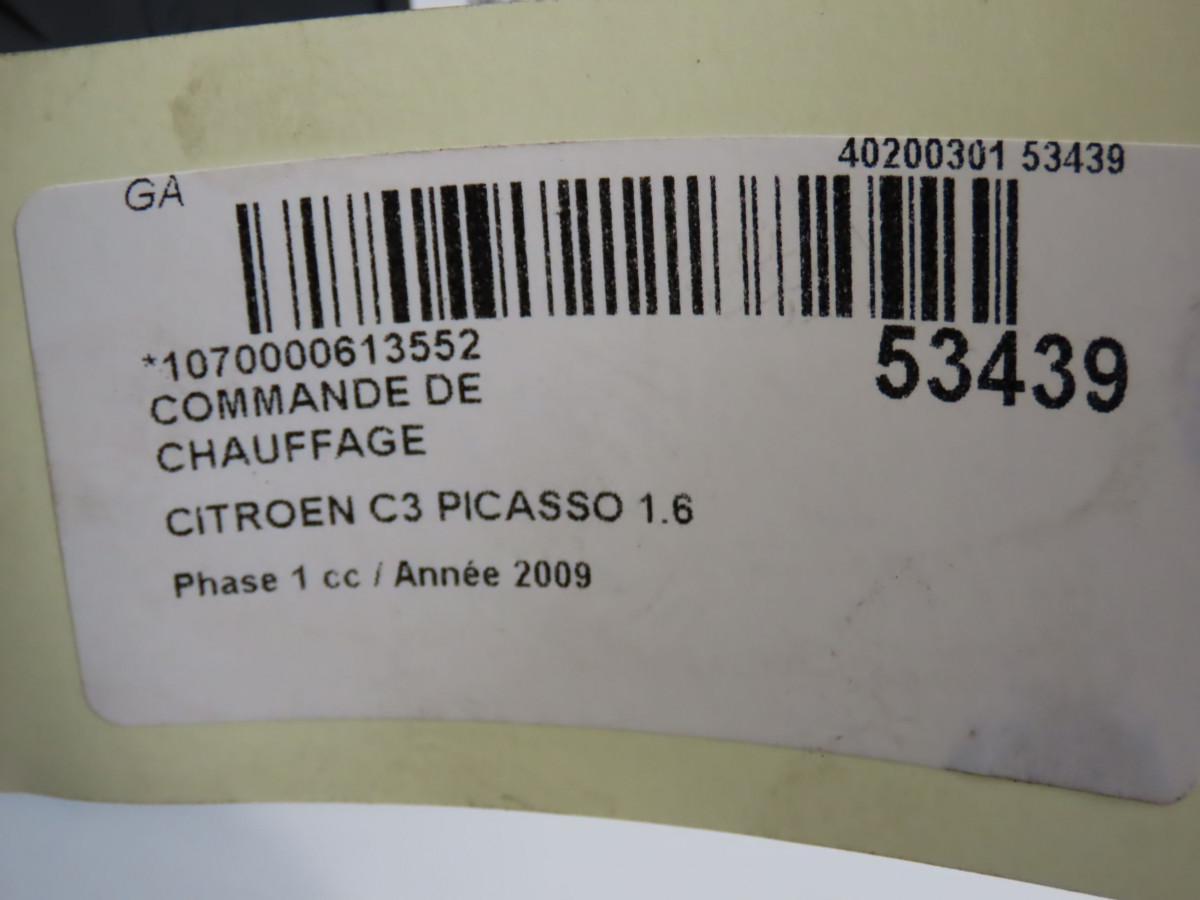 GA
40200301 53439
*1070000613552
53439
COMMANDE DE
CHAUFFAGE
CITROEN C3 PICASSO 1.6
Phase 1 cc / Année 2009